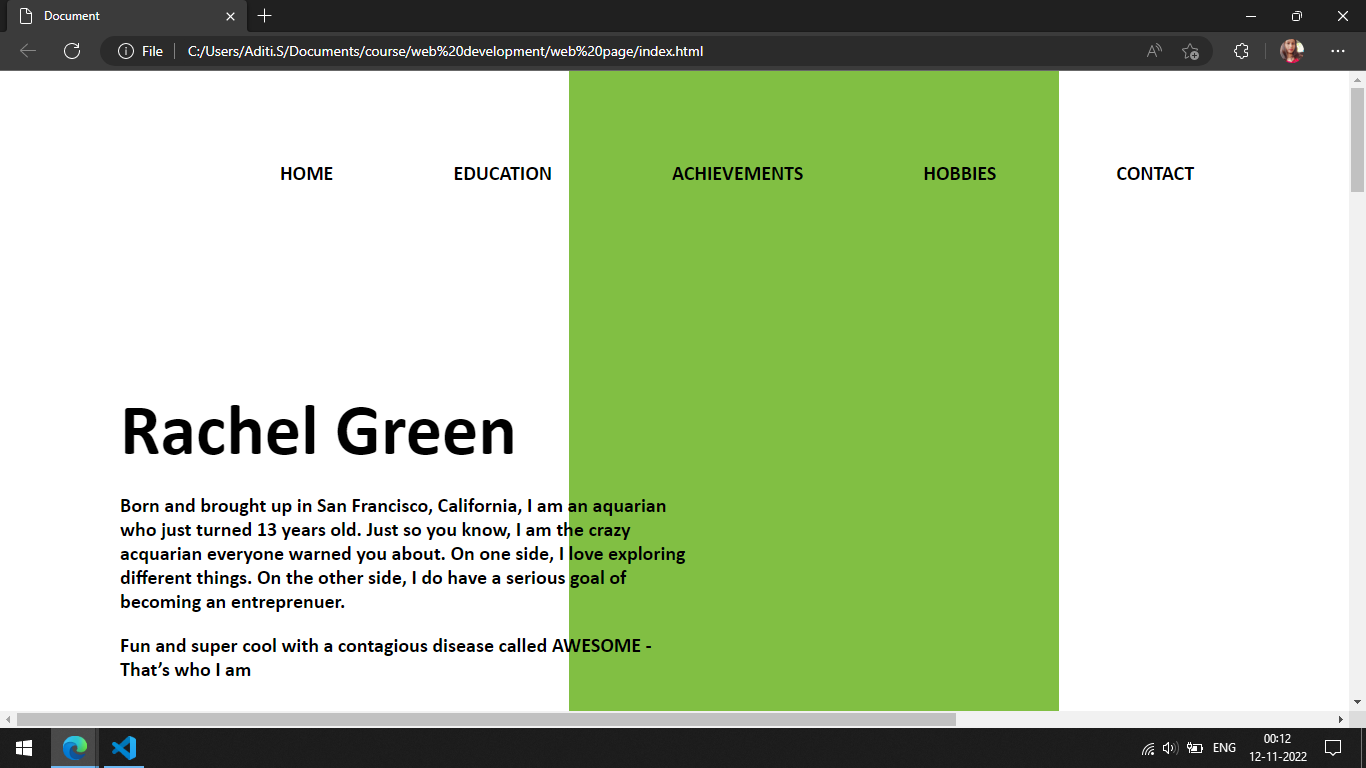 Document
File
C:/Users/Aditi.S/Documents/course/web%20development/web%20page/index.html
HOME EDUCATION ACHIEVEMENTS HOBBIES CONTACT
Rachel Green
Born and brought up in San Francisco, California, I am an aquarian
who just turned 13 years old. Just so you know, I am the crazy
acquarian everyone warned you about. On one side, I love exploring
different things. On the other side, I do have a serious goal of
becoming an entreprenuer.
Fun and super cool with a contagious disease called AWESOME -
That’s who I am
ENG
00:12
12-11-2022